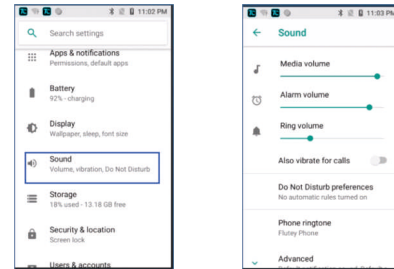 11:02 PM
Search settings
Apps & notifications
Permissions, default apps
Battery
92% - charging
Display
Wallpaper, sleep, font size
Sound
Volume, vibration, Do Not Disturb
Storage
18% used - 13.18 GB free
Security & location
Screen lock
Users & accounts
11:03 PM
Sound
Media volume
Alarm volume
Ring volume
Also vibrate for calls
Do Not Disturb preferences
No automatic rules turned on
Phone ringtone
Flutey Phone
Advanced